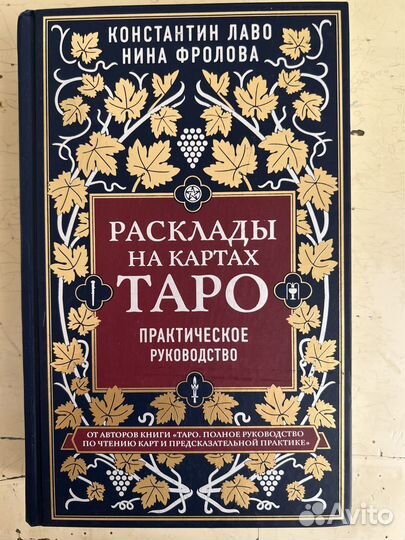 КОНСТАНТИН ЛАВО
НИНА ФРОЛОВА
РАСКЛАДЫ
НА КАРТАХ
ТАРО
ПРАКТИЧЕСКОЕ
РУКОВОДСТВО
ОТ АВТОРОВ КНИГИ «ТАРО. ПОЛНОЕ РУКОВОДСТВО
ПО ЧТЕНИЮ КАРТ И ПРЕДСКАЗАТЕЛЬНОЙ ПРАКТИКЕ»
Avito